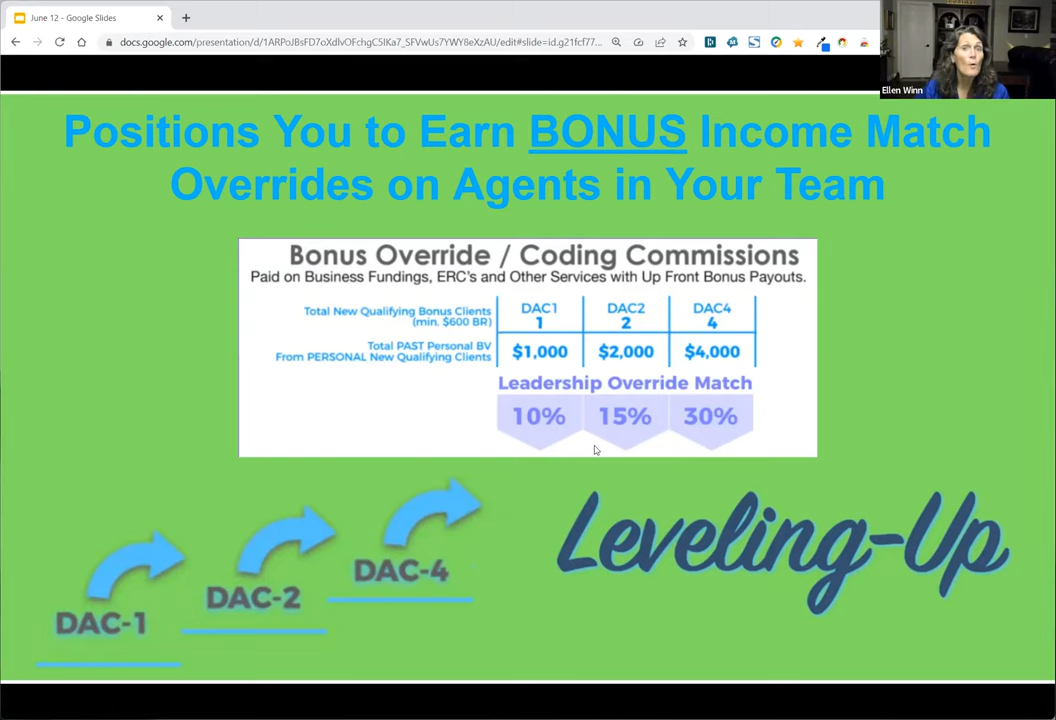 June 12 - Google Slides
docs.google.com/presentation/d/1ARPoJBsFD7oXdlvOFchgC5IKa7_SFVwUs7YWY8eXzAU/edit#slide=id.g21fcf77...
Ellen Winn
Positions You to Earn BONUS Income Match
Overrides on Agents in Your Team
Bonus Override / Coding Commissions
Paid on Business Fundings, ERC's and Other Services with Up Front Bonus Payouts.
Total New Qualifying Bonus Clients DAC1 DAC2 DAC4
(min. $600 BR) 1 2 4
Total PAST Personal BV
From PERSONAL New Qualifying Clients $1,000 $2,000 $4,000
Leadership Override Match
10% 15% 30%
Leveling-Up
DAC-4
DAC-2
DAC-1